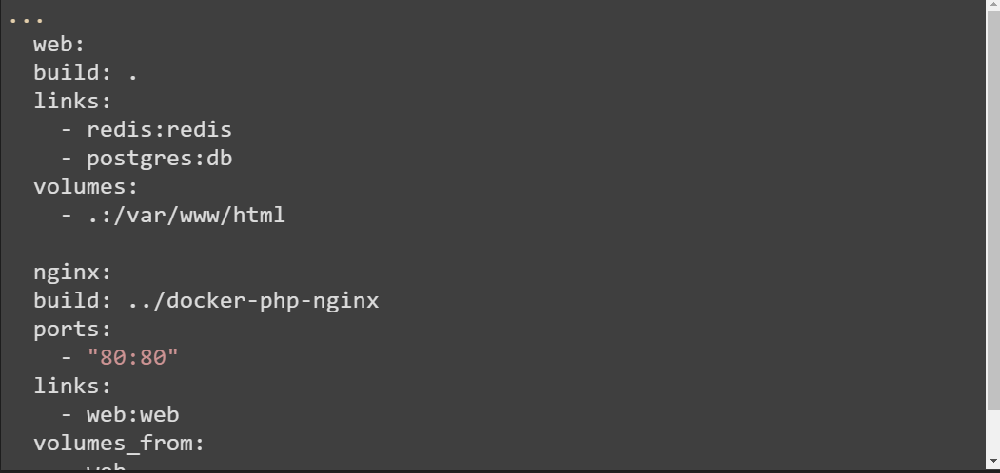 ...
  web:
  build: .
  links:
    - redis:redis
    - postgres:db
  volumes:
    - .:/var/www/html

  nginx:
  build: ../docker-php-nginx
  ports:
    - "80:80"
  links:
    - web:web
  volumes_from:
    - web